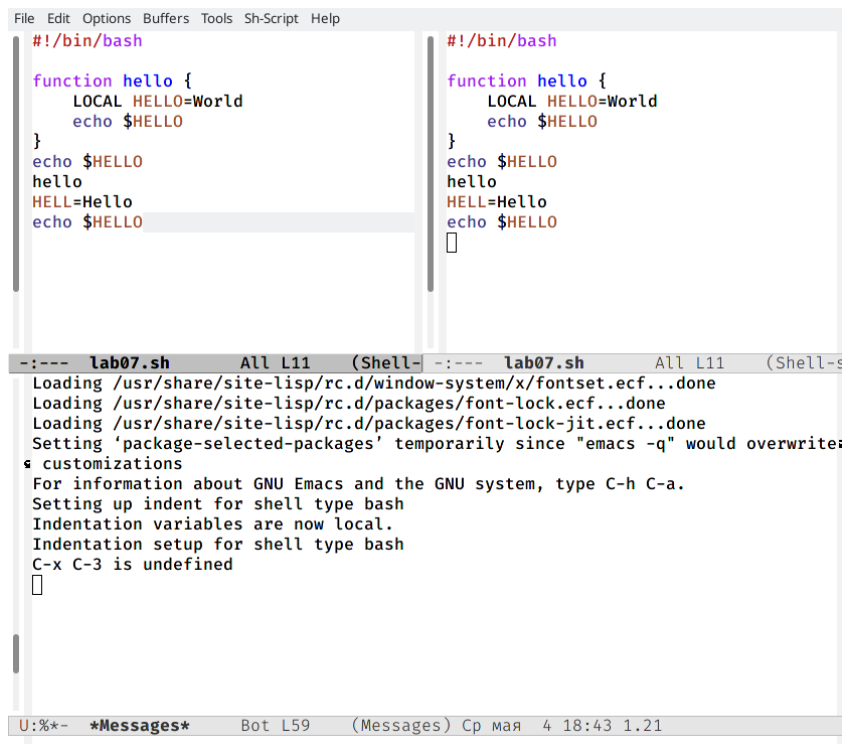 File Edit Options Buffers Tools Sh-Script Help
#!/bin/bash
function hello {
LOCAL HELLO=World
echo $HELLO
}
echo $HELLO
hello
HELL=Hello
echo $HELLO
-:--- lab07.sh All L11 (Shell-
#!/bin/bash
function hello {
LOCAL HELLO=World
echo $HELLO
}
echo $HELLO
hello
HELL=Hello
echo $HELLO
-:--- lab07.sh All L11 (Shell-s
Loading /usr/share/site-lisp/rc.d/window-system/x/fontset.ecf...done
Loading /usr/share/site-lisp/rc.d/packages/font-lock.ecf...done
Loading /usr/share/site-lisp/rc.d/packages/font-lock-jit.ecf...done
Setting ‘package-selected-packages’ temporarily since "emacs -q" would overwrite
customizations
For information about GNU Emacs and the GNU system, type C-h C-a.
Setting up indent for shell type bash
Indentation variables are now local.
Indentation setup for shell type bash
C-x C-3 is undefined
U:%*- *Messages* Bot L59 (Messages) Ср мая 4 18:43 1.21